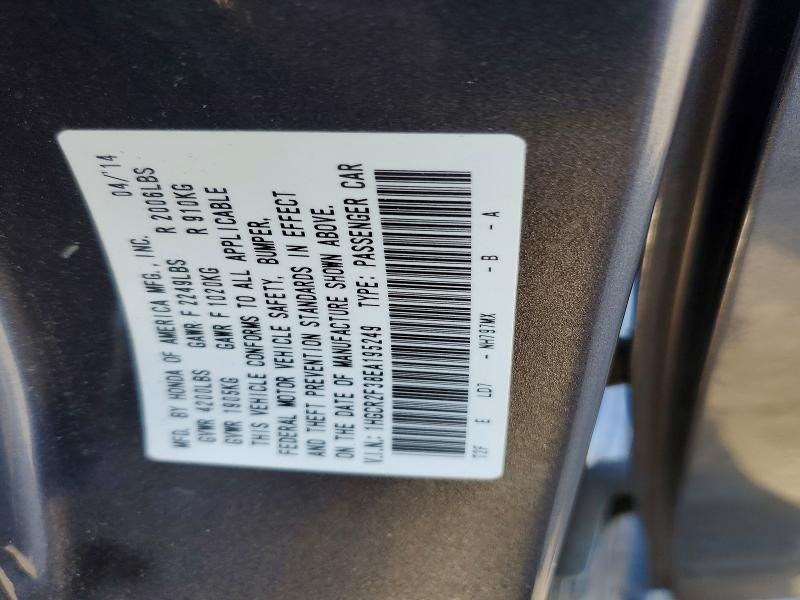 MFG. BY HONDA OF AMERICA MFG., INC. 04/'14
GVWR 4200LBS GAWR F 2249LBS R 2006LBS
GVWR 1905KG GAWR F 1020KG R 910KG
THIS VEHICLE CONFORMS TO ALL APPLICABLE
FEDERAL MOTOR VEHICLE SAFETY, BUMPER,
AND THEFT PREVENTION STANDARDS IN EFFECT
ON THE DATE OF MANUFACTURE SHOWN ABOVE.
V.I.N.: 1HGCR2F38EA195249 TYPE: PASSENGER CAR
T2F E LD7 - NH797MX - B - A